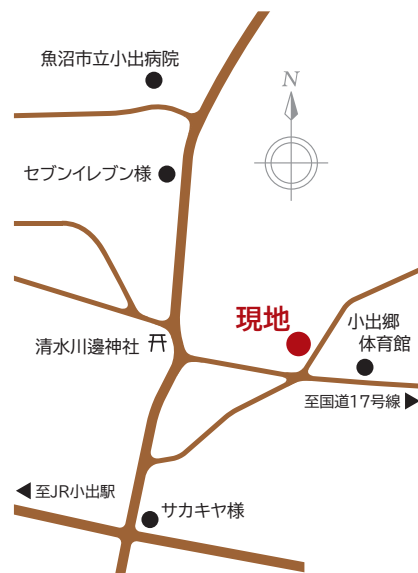 魚沼市立小出病院
N
セブンイレブン様
現地
小出郷
体育館
清水川邊神社
至国道17号線▶
◀至JR小出駅
サカキヤ様